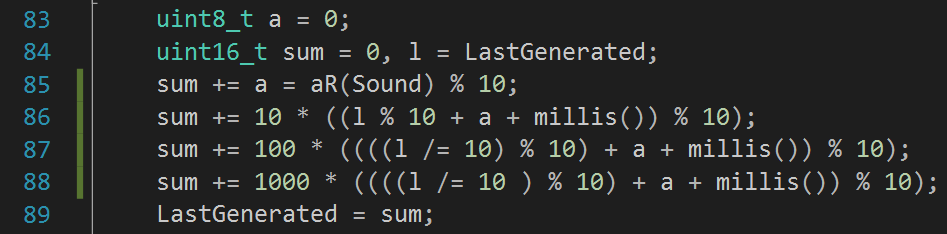 83 uint8_t a = 0;
84 uint16_t sum = 0, l = LastGenerated;
85 sum += a = aR(Sound) % 10;
86 sum += 10 * ((l % 10 + a + millis()) % 10);
87 sum += 100 * ((((l /= 10) % 10) + a + millis()) % 10);
88 sum += 1000 * ((((l /= 10 ) % 10) + a + millis()) % 10);
89 LastGenerated = sum;